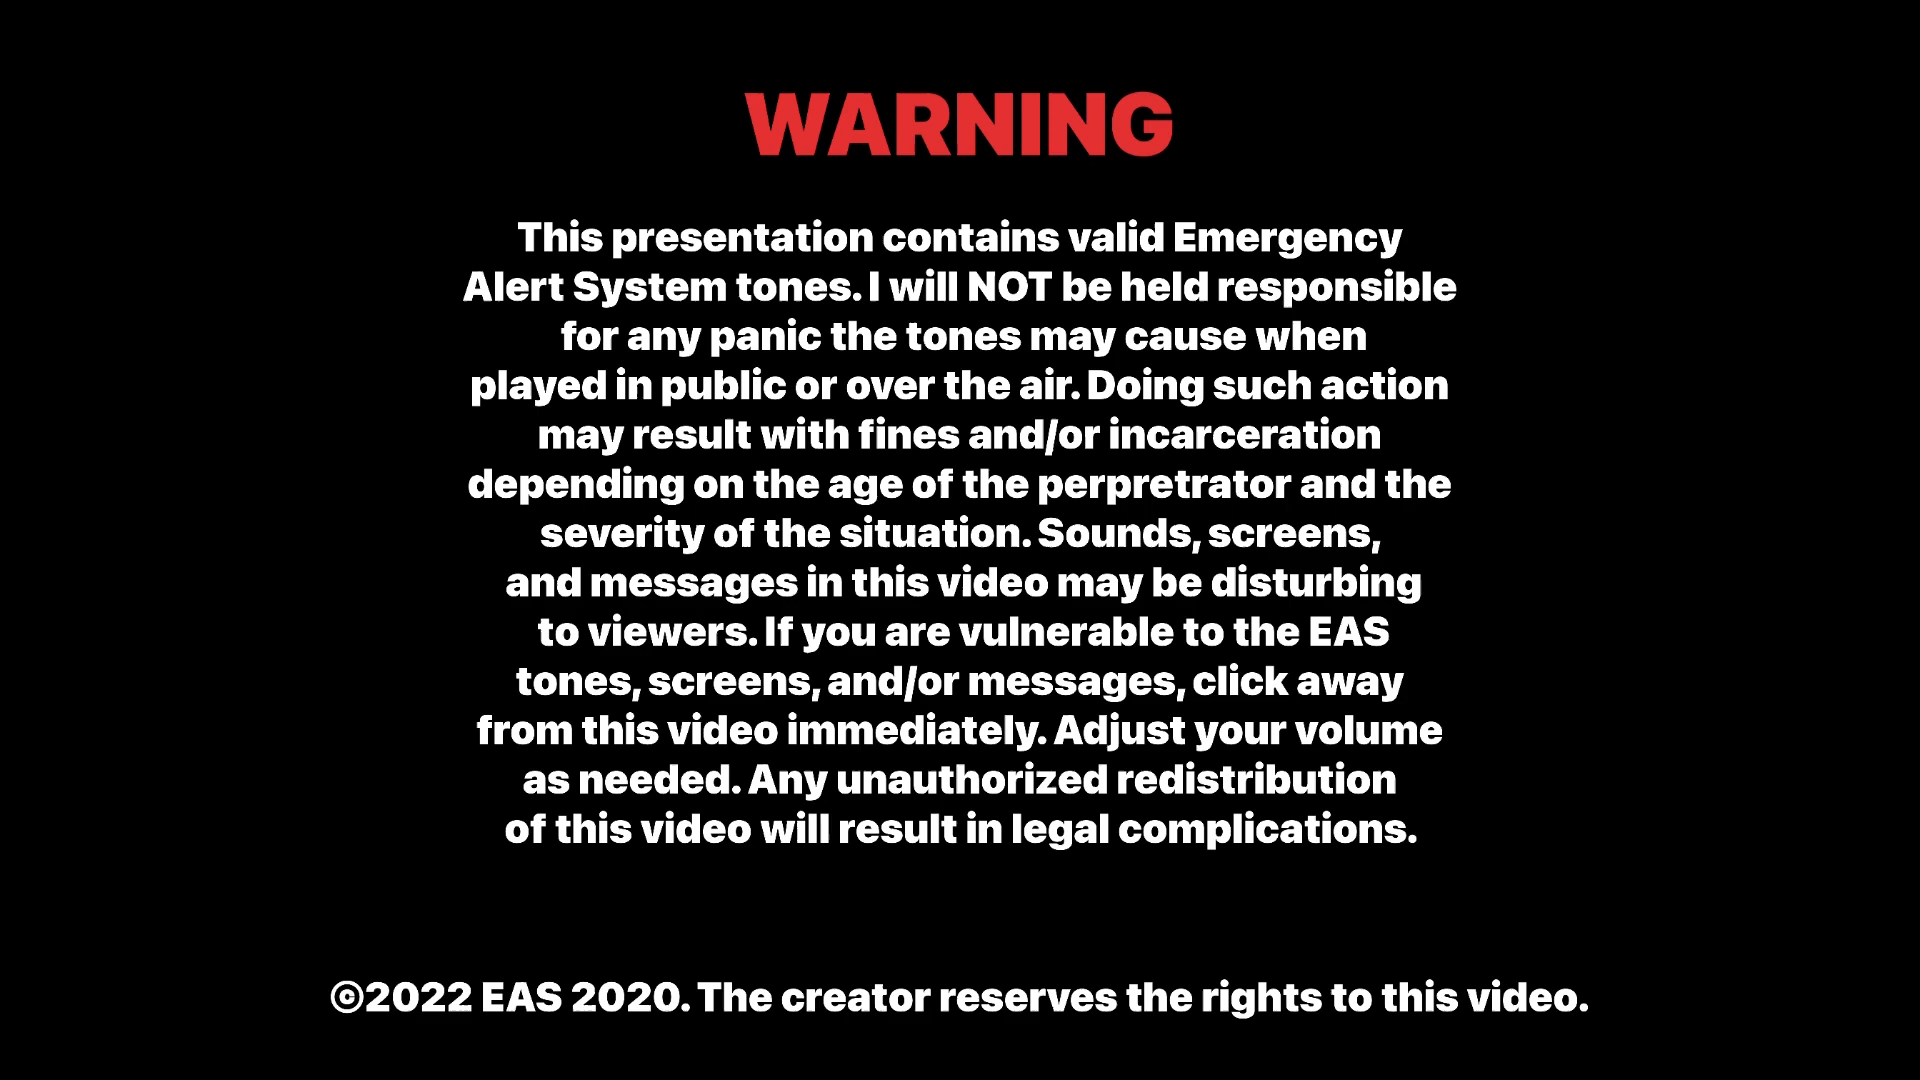 WARNING
This presentation contains valid Emergency
Alert System tones. I will NOT be held responsible
for any panic the tones may cause when
played in public or over the air. Doing such action
may result with fines and/or incarceration
depending on the age of the perpretrator and the
severity of the situation. Sounds, screens,
and messages in this video may be disturbing
to viewers. If you are vulnerable to the EAS
tones, screens, and/or messages, click away
from this video immediately. Adjust your volume
as needed. Any unauthorized redistribution
of this video will result in legal complications.
©2022 EAS 2020. The creator reserves the rights to this video.